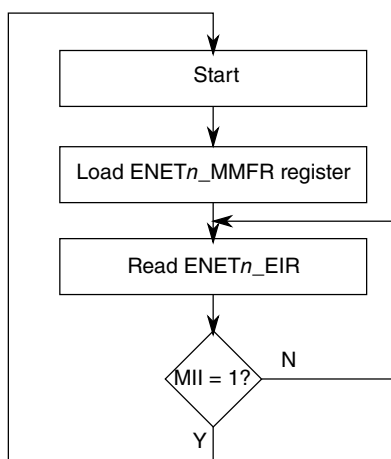 Start
Load ENETn_MMFR register
Read ENETn_EIR
MII = 1?
N
Y